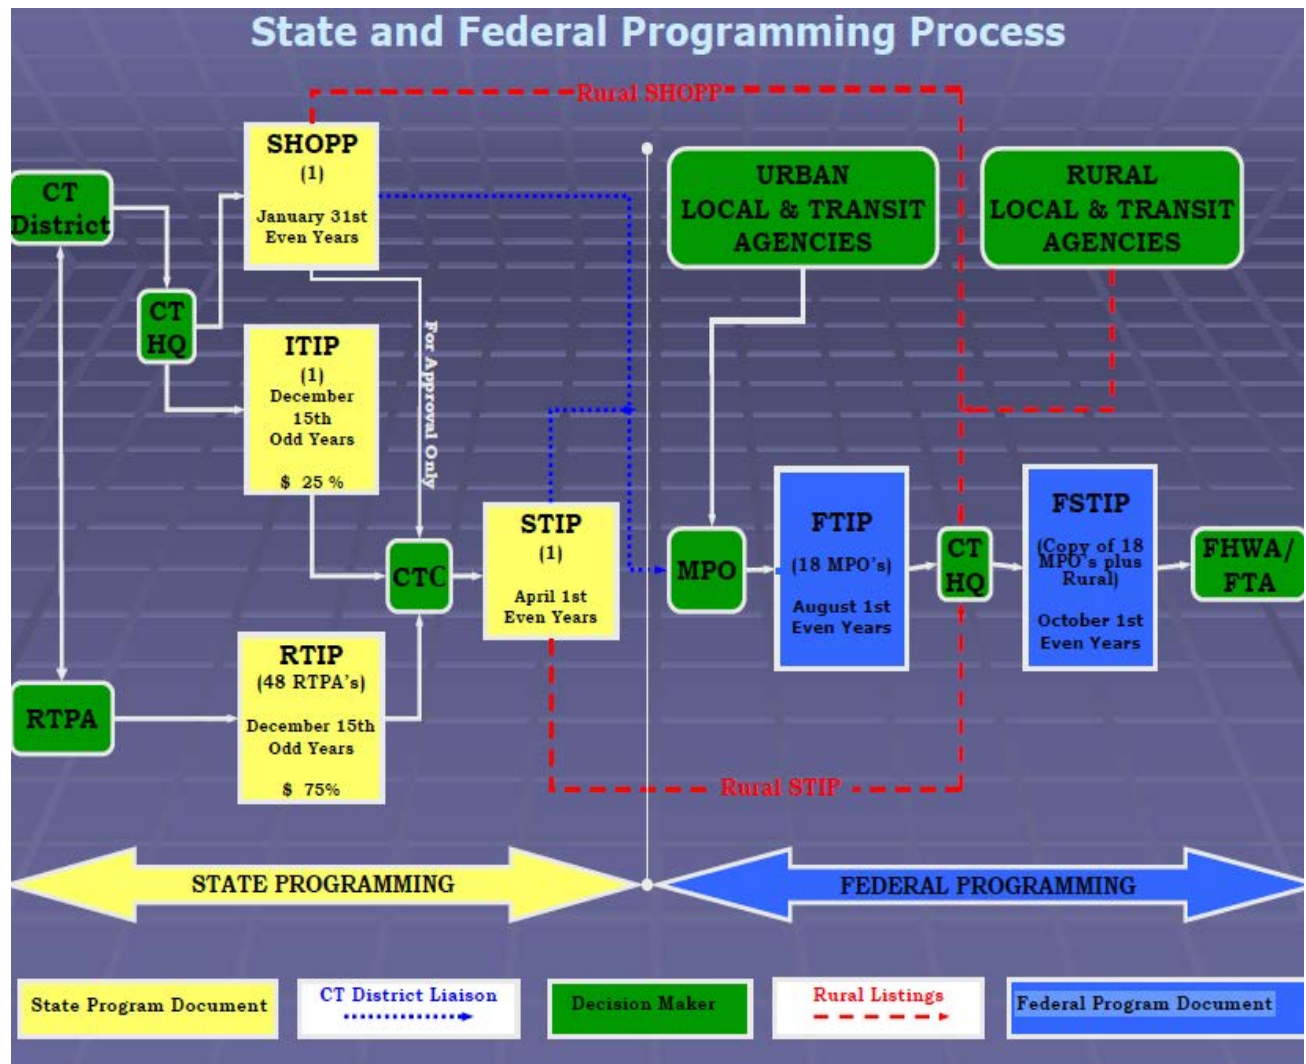 State and Federal Programming Process
Rural SHOPP
SHOPP
(1)
January 31st
Even Years
CT
District
CT
HQ
URBAN
LOCAL & TRANSIT
AGENCIES
RURAL
LOCAL & TRANSIT
AGENCIES
ITIP
(1)
December
15th
Odd Years
$ 25 %
For Approval Only
CTC
STIP
(1)
April 1st
Even Years
MPO
FTIP
(18 MPO's)
August 1st
Even Years
CT
HQ
FSTIP
(Copy of 18
MPO's plus
Rural)
October 1st
Even Years
FHWA/
FTA
RTPA
RTIP
(48 RTPA's)
December 15th
Odd Years
$ 75%
Rural STIP
STATE PROGRAMMING
FEDERAL PROGRAMMING
State Program Document
CT District Liaison
Decision Maker
Rural Listings
Federal Program Document